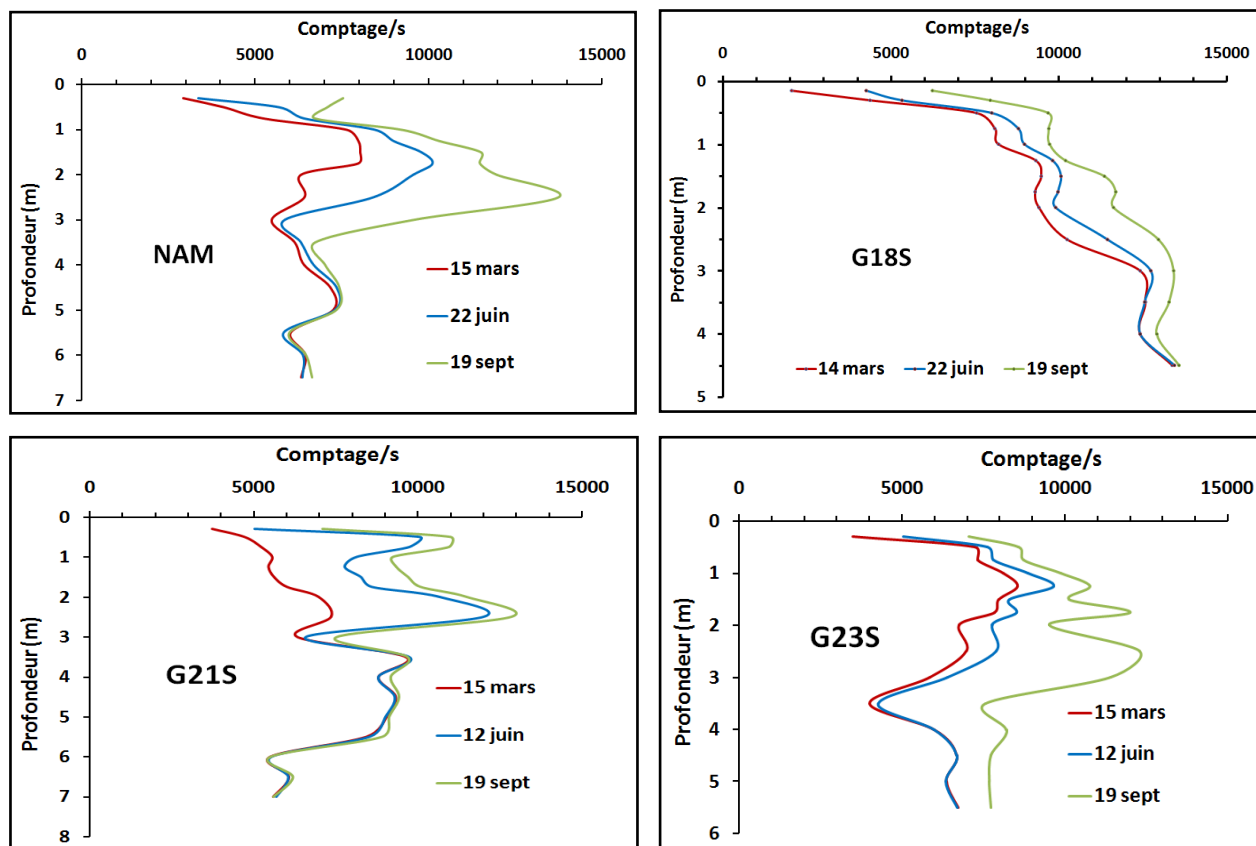 Comptage/s
0 5000 10000 15000
Profondeur (m)
0
1
2
3
4
5
6
7
NAM
15 mars
22 juin
19 sept
Comptage/s
0 5000 10000 15000
Profondeur (m)
0
1
2
3
4
5
G18S
14 mars 22 juin 19 sept
Comptage/s
0 5000 10000 15000
Profondeur (m)
0
1
2
3
4
5
6
7
8
G21S
15 mars
12 juin
19 sept
Comptage/s
0 5000 10000 15000
Profondeur (m)
0
1
2
3
4
5
6
G23S
15 mars
12 juin
19 sept